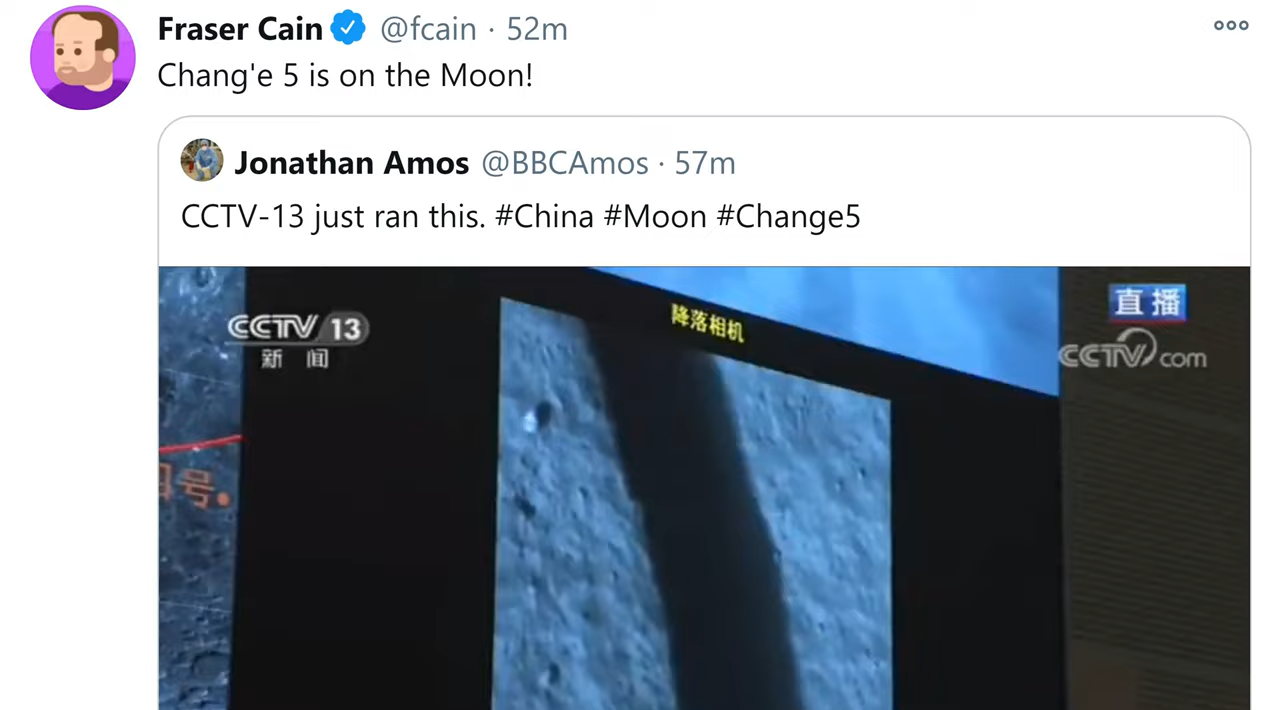 Fraser Cain @fcain · 52m
Chang'e 5 is on the Moon!
Jonathan Amos @BBCAmos · 57m
CCTV-13 just ran this. #China #Moon #Change5
CCTV 13
新闻
降落相机
直播
CCTV com
号.